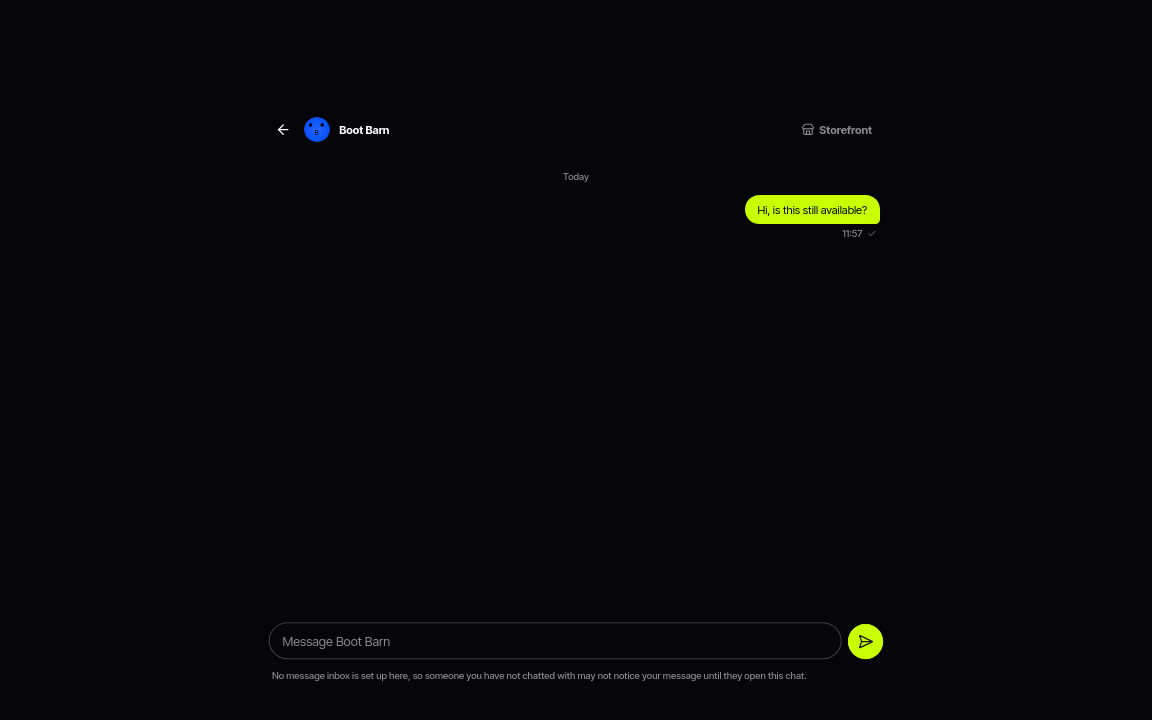 Boot Barn
Storefront
Today
Hi, is this still available?
11:57
Message Boot Barn
No message inbox is set up here, so someone you have not chatted with may not notice your message until they open this chat.